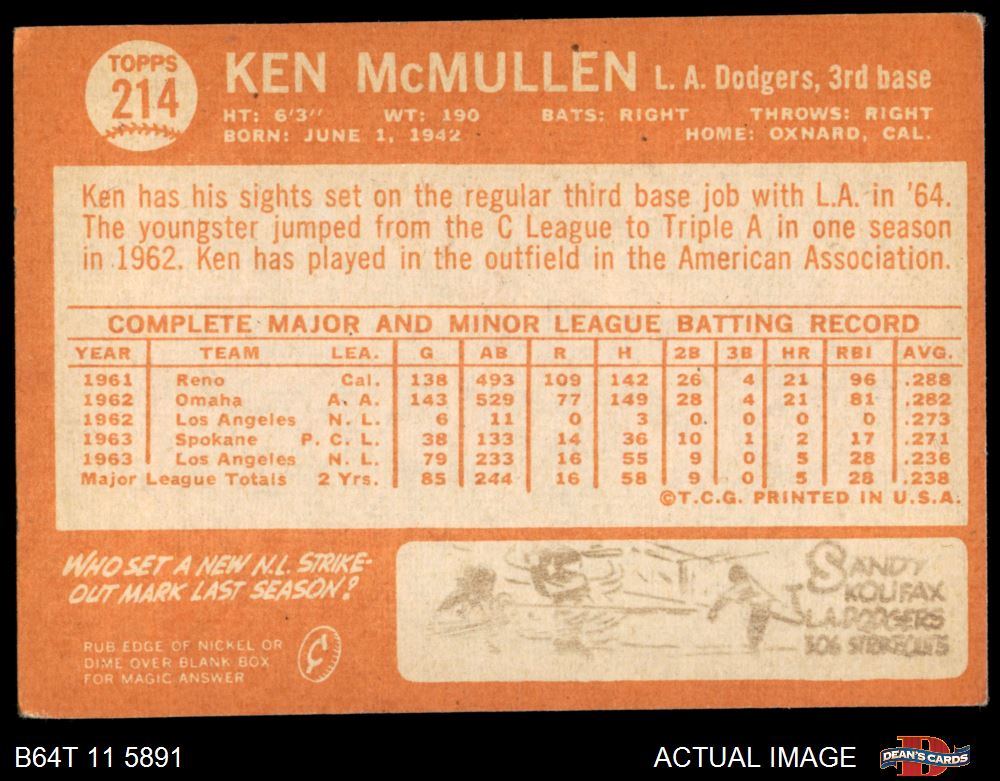 TOPPS
214
KEN McMULLEN L. A. Dodgers, 3rd base
HT: 6'3" WT: 190 BATS: RIGHT THROWS: RIGHT
BORN: JUNE 1, 1942 HOME: OXNARD, CAL.
Ken has his sights set on the regular third base job with L.A. in '64.
The youngster jumped from the C League to Triple A in one season
in 1962. Ken has played in the outfield in the American Association.
COMPLETE MAJOR AND MINOR LEAGUE BATTING RECORD
YEAR TEAM LEA. G AB R H 2B 3B HR RBI AVG.
1961 Reno Cal. 138 493 109 142 26 4 21 96 .288
1962 Omaha A. A. 143 529 77 149 28 4 21 81 .282
1962 Los Angeles N. L. 6 11 0 3 0 0 0 0 .273
1963 Spokane P. C. L. 38 133 14 36 10 1 2 17 .271
1963 Los Angeles N. L. 79 233 16 55 9 0 5 28 .236
Major League Totals 2 Yrs. 85 244 16 58 9 0 5 28 .238
©T.C.G. PRINTED IN U.S.A.
WHO SET A NEW N.L. STRIKE-
OUT MARK LAST SEASON?
RUB EDGE OF NICKEL OR
DIME OVER BLANK BOX
FOR MAGIC ANSWER
SANDY
KOUFAX
L.A. DODGERS
306 STRIKEOUTS
B64T 11 5891 ACTUAL IMAGE DEAN'S CARDS